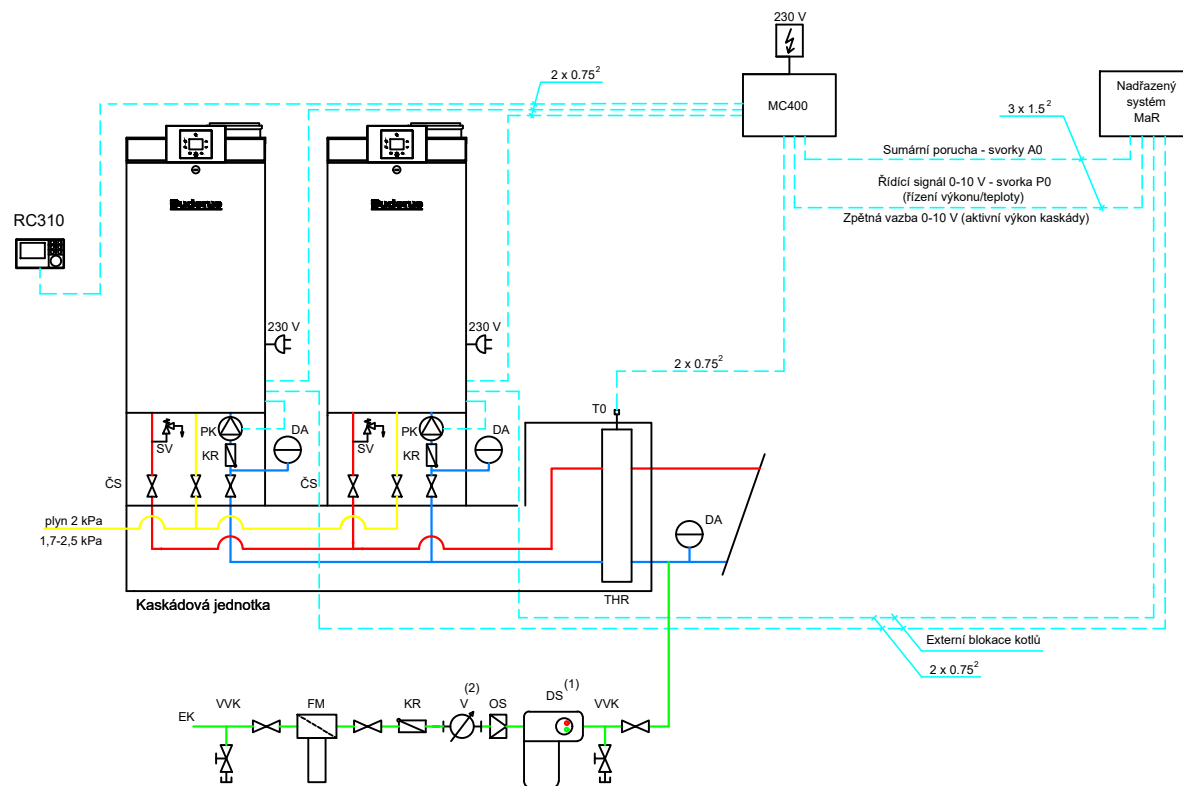 230 V
2 x 0.75²
MC400
Nadřazený
systém
MaR
3 x 1.5²
Sumární porucha - svorky A0
Řídící signál 0-10 V - svorka P0
(řízení výkonu/teploty)
Zpětná vazba 0-10 V (aktivní výkon kaskády)
Buderus
Buderus
RC310
230 V
230 V
2 x 0.75²
T0
SV
PK
KR
DA
SV
PK
KR
DA
ČS
ČS
plyn 2 kPa
1,7-2,5 kPa
DA
THR
Kaskádová jednotka
Externí blokace kotlů
2 x 0.75²
EK
VVK
FM
KR
V (2)
OS
DS (1)
VVK